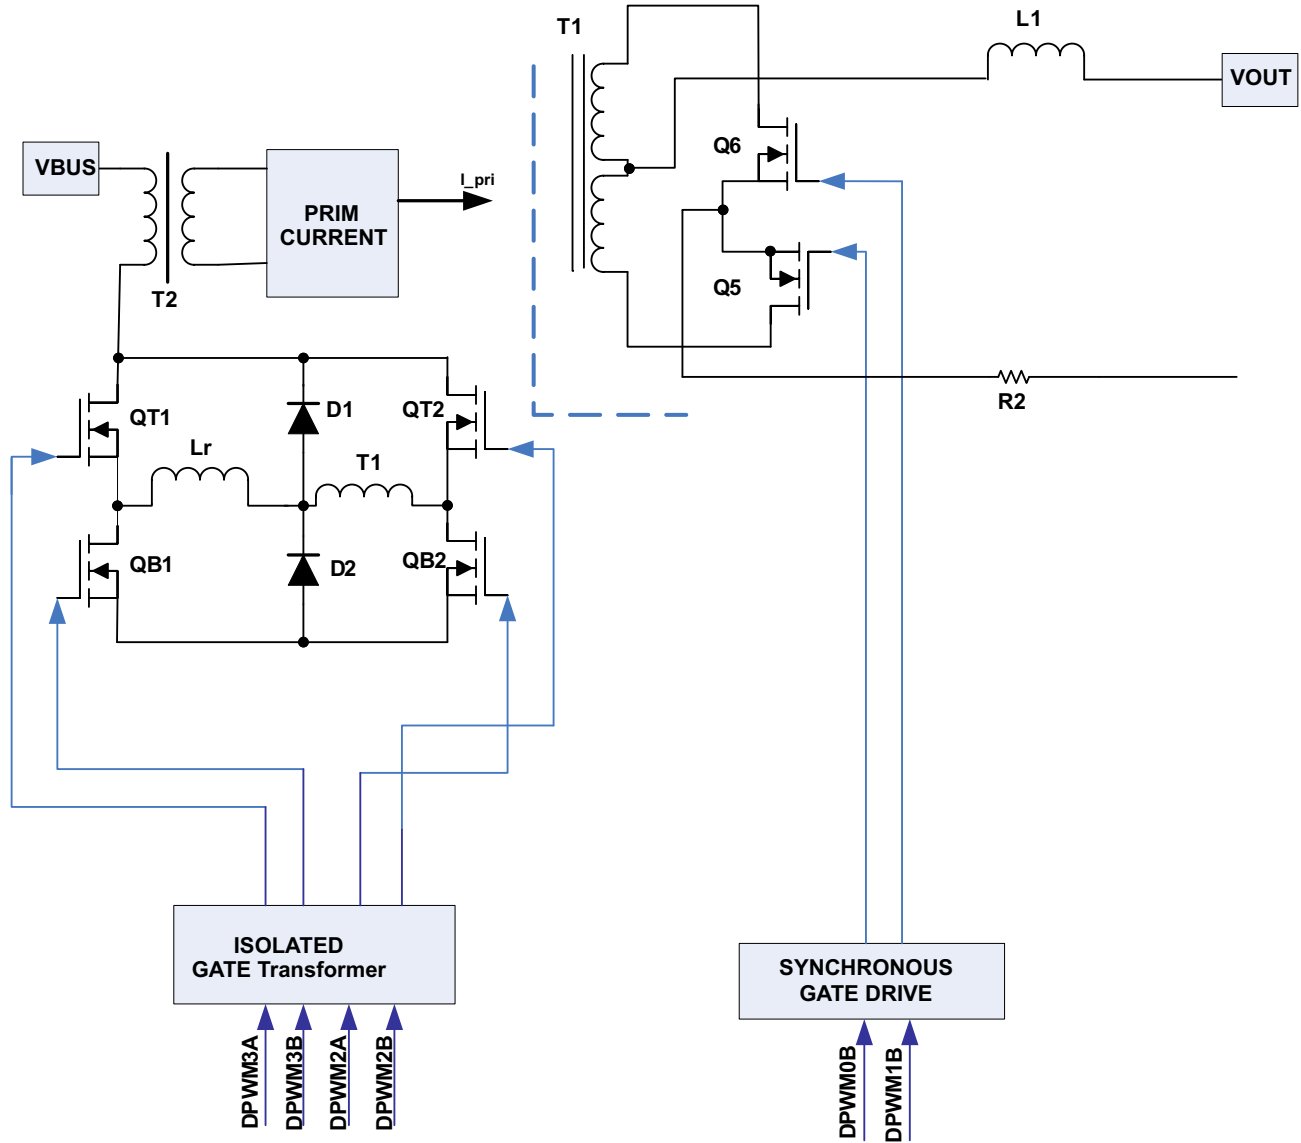 T1
L1
VOUT
Q6
VBUS
PRIM
CURRENT
I_pri
T2
Q5
R2
QT1
D1
QT2
Lr
T1
QB1
D2
QB2
ISOLATED
GATE Transformer
SYNCHRONOUS
GATE DRIVE
DPWM3A
DPWM3B
DPWM2A
DPWM2B
DPWM0B
DPWM1B